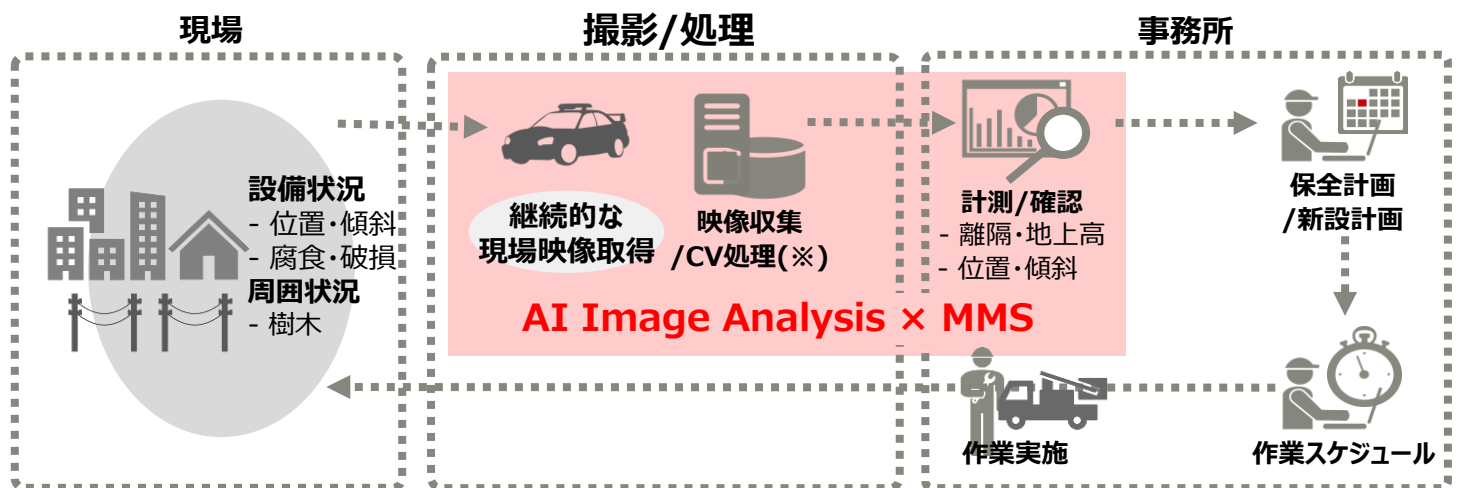 現場
撮影/処理
事務所
設備状況
- 位置・傾斜
- 腐食・破損
周囲状況
- 樹木
継続的な
現場映像取得
映像収集
/CV処理(※)
計測/確認
- 離隔・地上高
- 位置・傾斜
保全計画
/新設計画
AI Image Analysis × MMS
作業実施
作業スケジュール